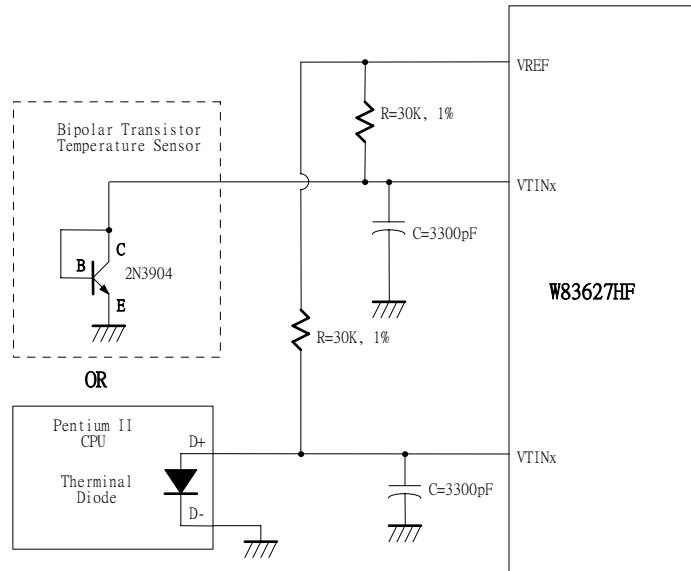 VREF
R=30K, 1%
Bipolar Transistor
Temperature Sensor
VTINx
C=3300pF
C
B
2N3904
E
W83627HF
R=30K, 1%
OR
Pentium II
CPU
D+
VTINx
Therminal
Diode
C=3300pF
D-